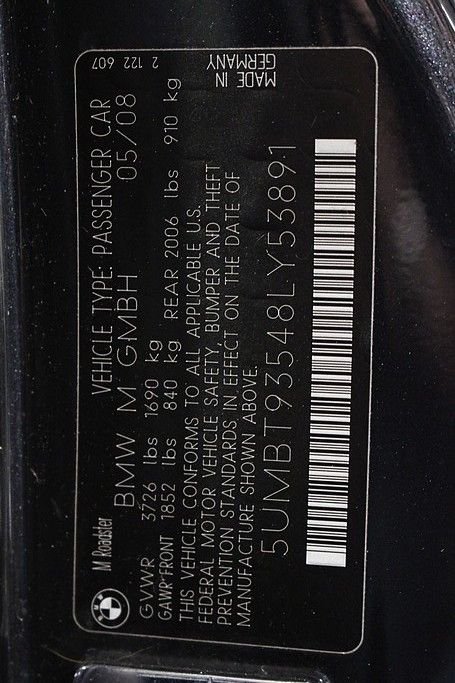 M Roadster VEHICLE TYPE: PASSENGER CAR
BMW M GMBH 05/08
GVWR 3726 lbs 1690 kg
GAWR FRONT 1852 lbs 840 kg REAR 2006 lbs 910 kg
THIS VEHICLE CONFORMS TO ALL APPLICABLE U.S.
FEDERAL MOTOR VEHICLE SAFETY, BUMPER AND THEFT
PREVENTION STANDARDS IN EFFECT ON THE DATE OF
MANUFACTURE SHOWN ABOVE.
5UMBT93548LY53891
2 122 607
MADE IN
GERMANY
BMW